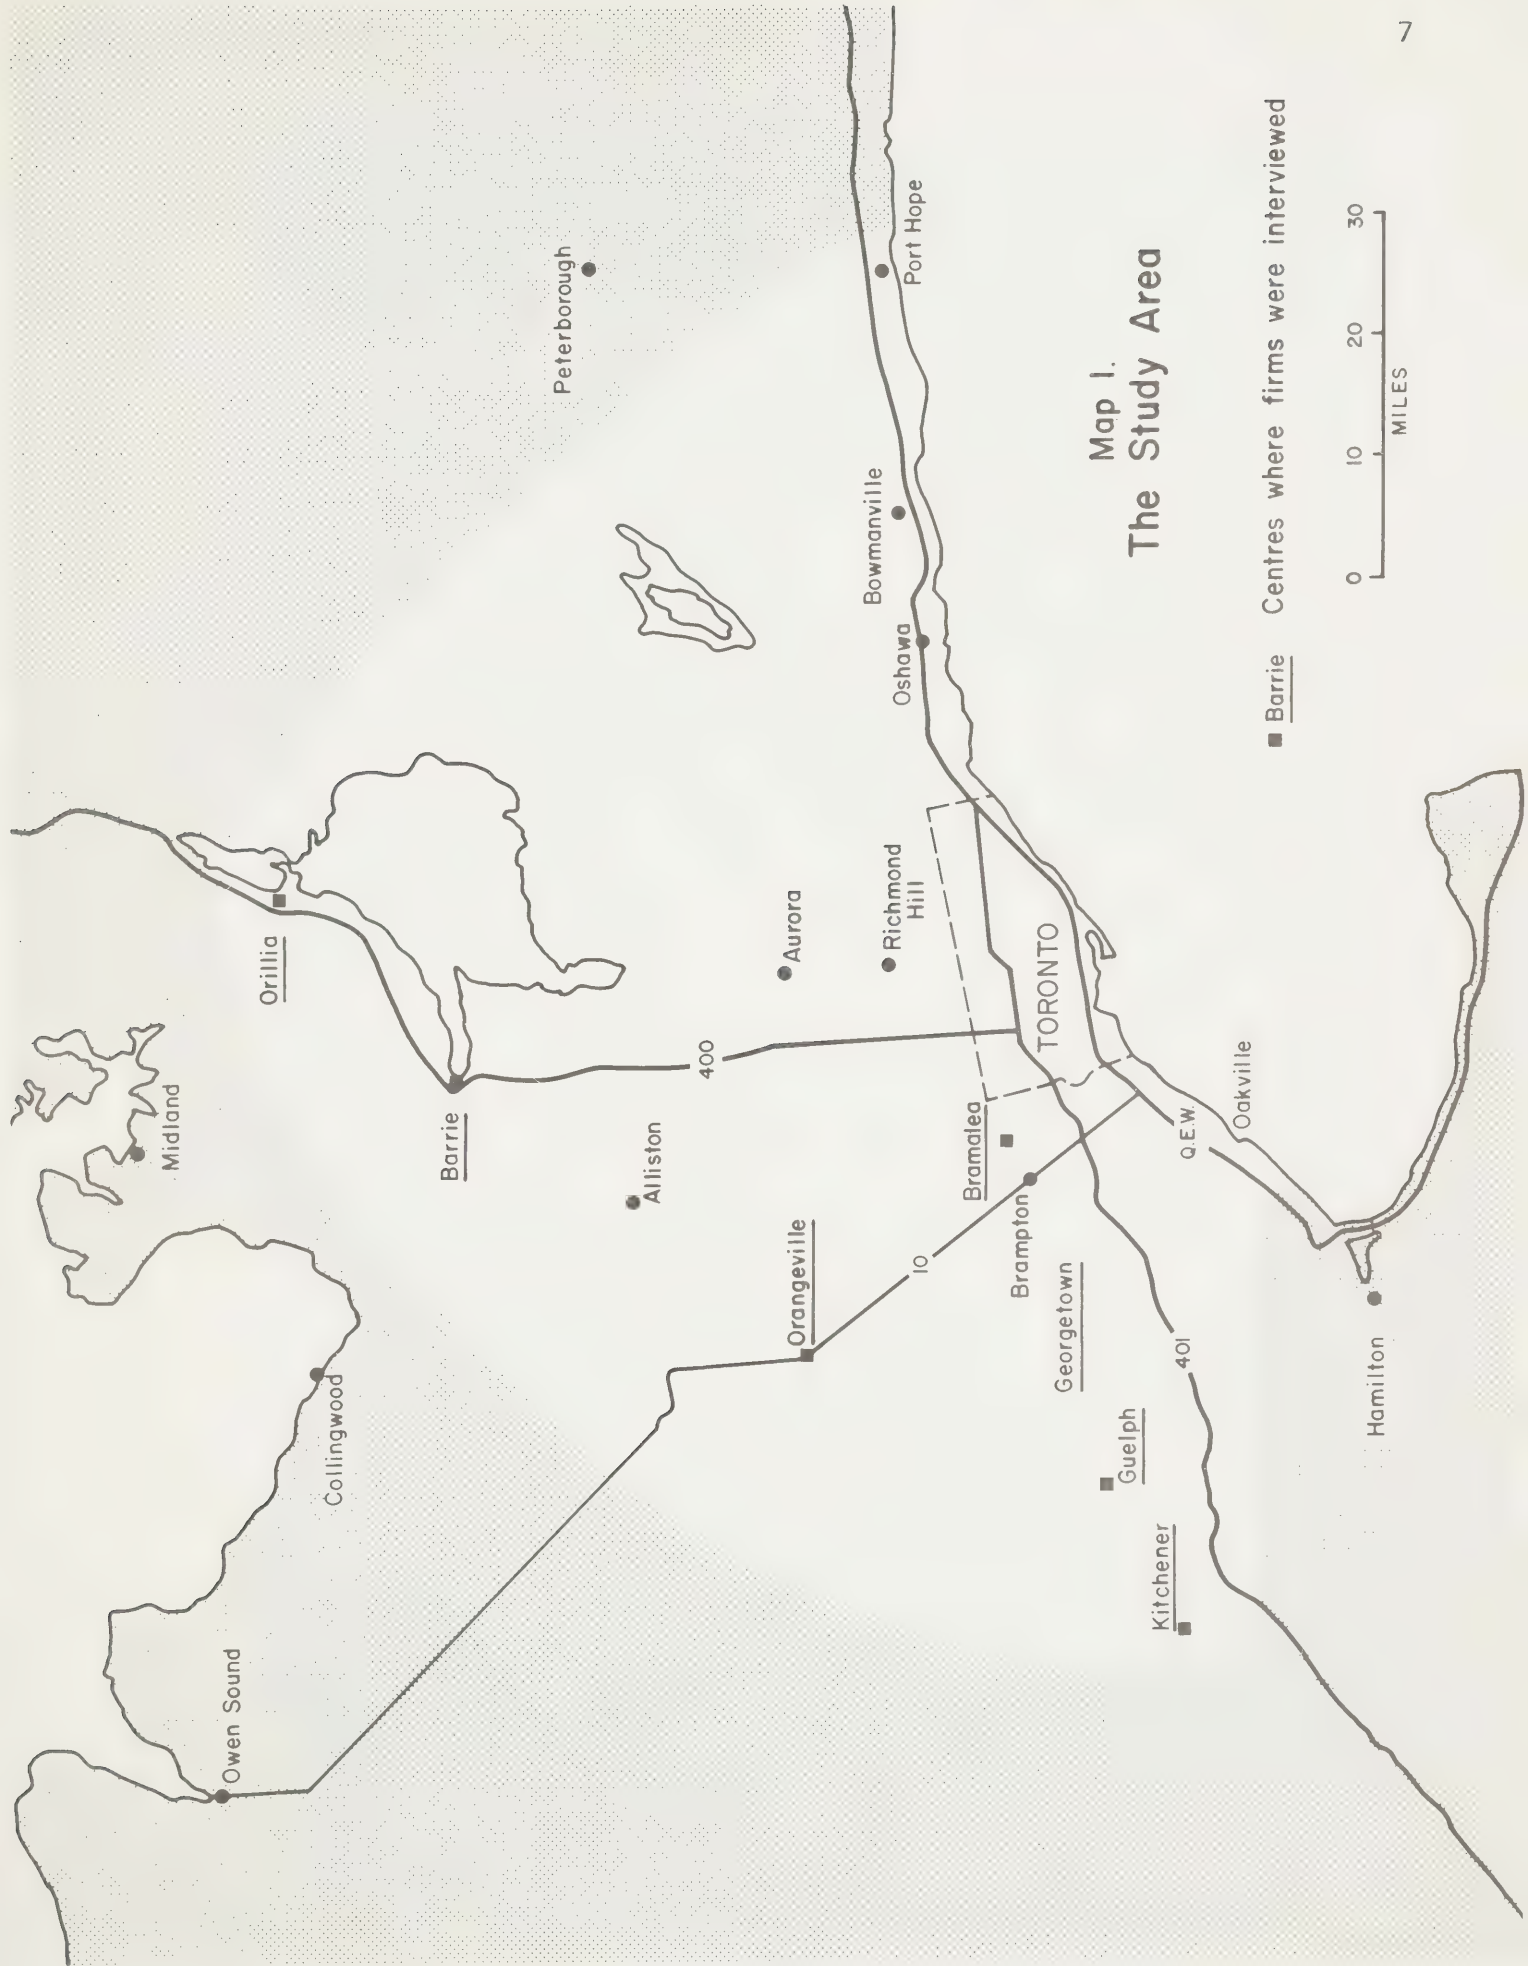 7
Owen Sound
Collingwood
Midland
Orillia
Barrie
Alliston
Orangeville
10
400
Aurora
Richmond
Hill
Peterborough
Port Hope
Bowmanville
Oshawa
TORONTO
Bramalea
Brampton
Georgetown
Guelph
Kitchener
401
Q.E.W.
Oakville
Hamilton
Map 1.
The Study Area
Barrie Centres where firms were interviewed
0 10 20 30
MILES